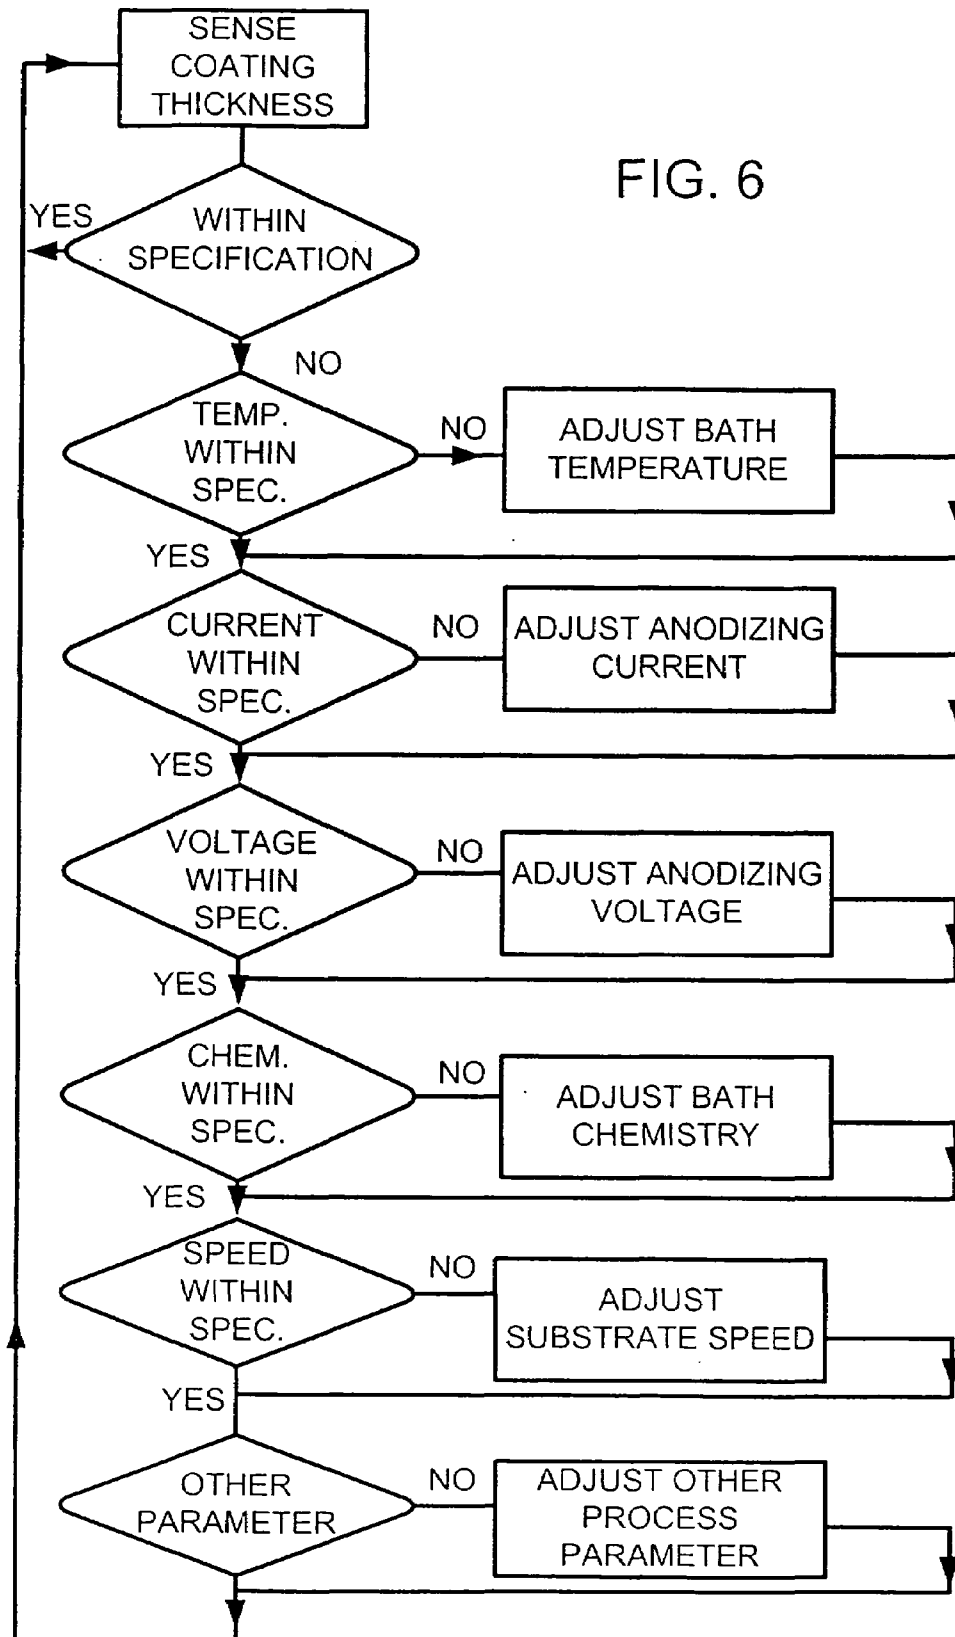 SENSE
COATING
THICKNESS
FIG. 6
YES
WITHIN
SPECIFICATION
NO
TEMP.
WITHIN
SPEC.
NO
ADJUST BATH
TEMPERATURE
YES
CURRENT
WITHIN
SPEC.
NO
ADJUST ANODIZING
CURRENT
YES
VOLTAGE
WITHIN
SPEC.
NO
ADJUST ANODIZING
VOLTAGE
YES
CHEM.
WITHIN
SPEC.
NO
ADJUST BATH
CHEMISTRY
YES
SPEED
WITHIN
SPEC.
NO
ADJUST
SUBSTRATE SPEED
YES
OTHER
PARAMETER
NO
ADJUST OTHER
PROCESS
PARAMETER